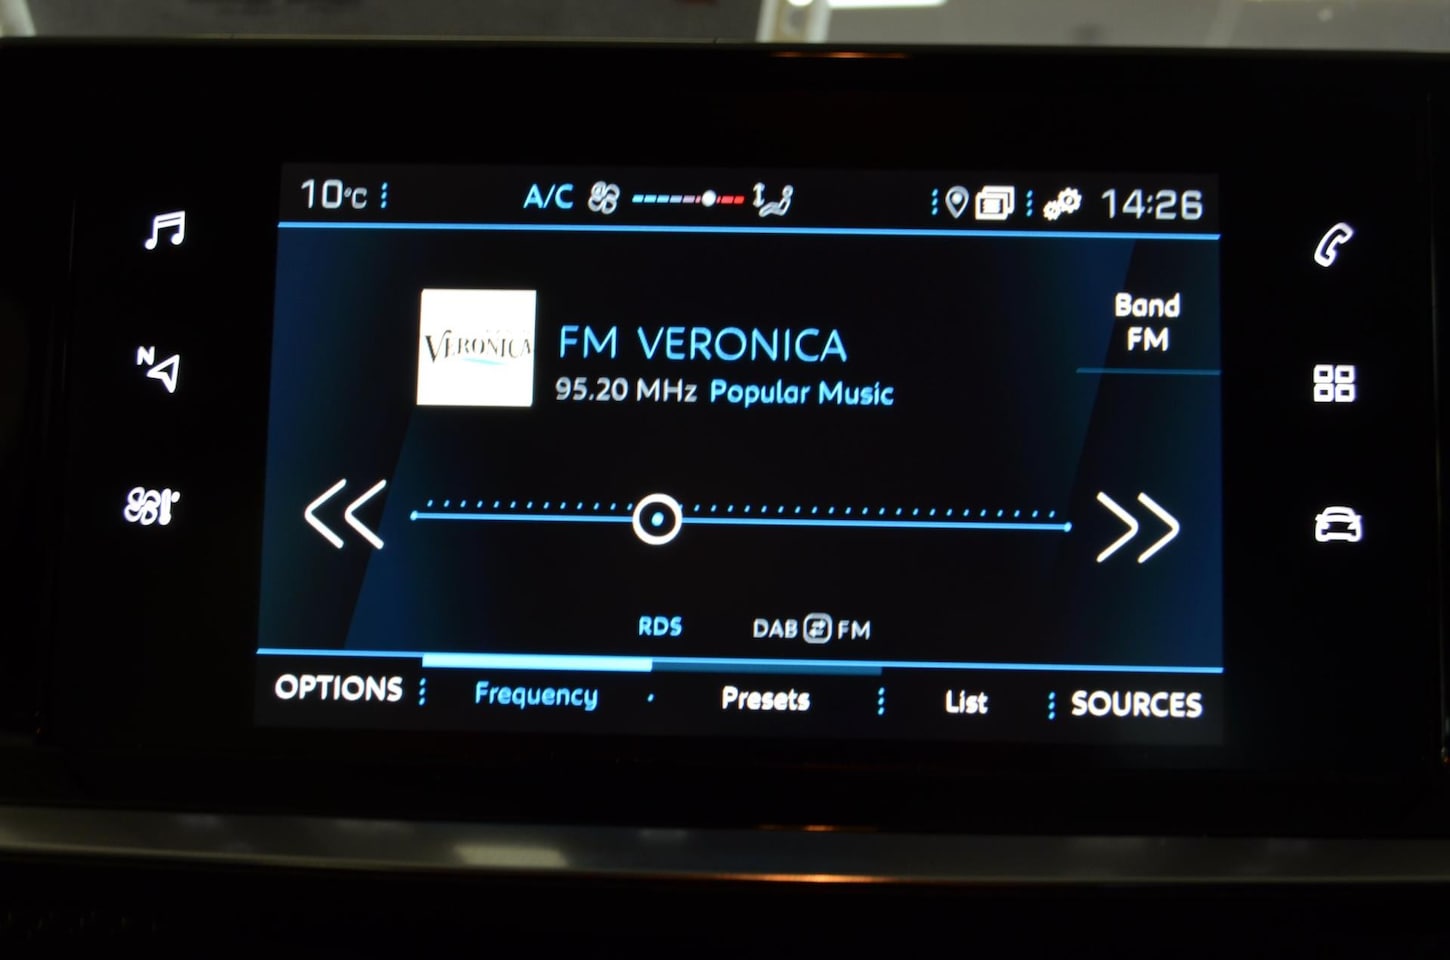 10°C A/C 14:26
N
Band
FM
VERONICA
FM VERONICA
95.20 MHz Popular Music
RDS DAB FM
OPTIONS Frequency Presets List SOURCES